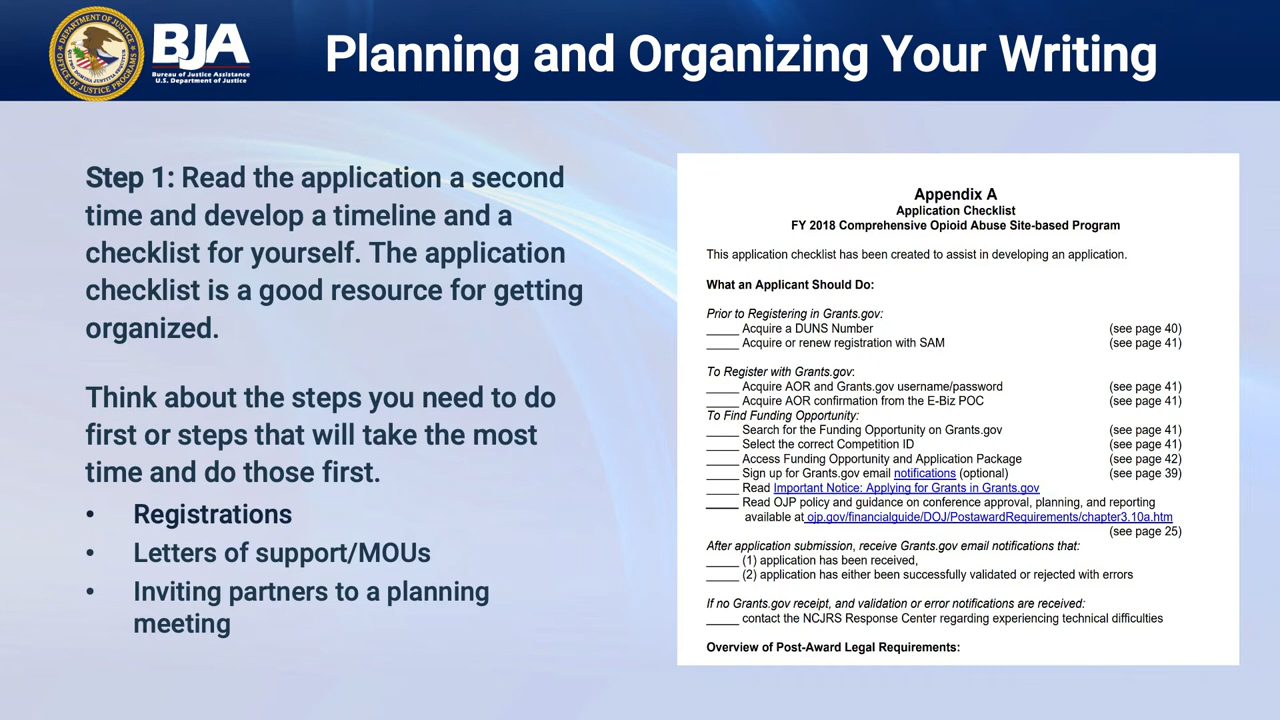 BJA
Bureau of Justice Assistance
U.S. Department of Justice
DEPARTMENT OF JUSTICE
OFFICE OF JUSTICE PROGRAMS
Planning and Organizing Your Writing
Step 1: Read the application a second
time and develop a timeline and a
checklist for yourself. The application
checklist is a good resource for getting
organized.
Think about the steps you need to do
first or steps that will take the most
time and do those first.
• Registrations
• Letters of support/MOUs
• Inviting partners to a planning
meeting
Appendix A
Application Checklist
FY 2018 Comprehensive Opioid Abuse Site-based Program
This application checklist has been created to assist in developing an application.
What an Applicant Should Do:
Prior to Registering in Grants.gov:
_____ Acquire a DUNS Number (see page 40)
_____ Acquire or renew registration with SAM (see page 41)
To Register with Grants.gov:
_____ Acquire AOR and Grants.gov username/password (see page 41)
_____ Acquire AOR confirmation from the E-Biz POC (see page 41)
To Find Funding Opportunity:
_____ Search for the Funding Opportunity on Grants.gov (see page 41)
_____ Select the correct Competition ID (see page 41)
_____ Access Funding Opportunity and Application Package (see page 42)
_____ Sign up for Grants.gov email notifications (optional) (see page 39)
_____ Read Important Notice: Applying for Grants in Grants.gov
_____ Read OJP policy and guidance on conference approval, planning, and reporting
available at ojp.gov/financialguide/DOJ/PostawardRequirements/chapter3.10a.htm
(see page 25)
After application submission, receive Grants.gov email notifications that:
_____ (1) application has been received,
_____ (2) application has either been successfully validated or rejected with errors
If no Grants.gov receipt, and validation or error notifications are received:
_____ contact the NCJRS Response Center regarding experiencing technical difficulties
Overview of Post-Award Legal Requirements: